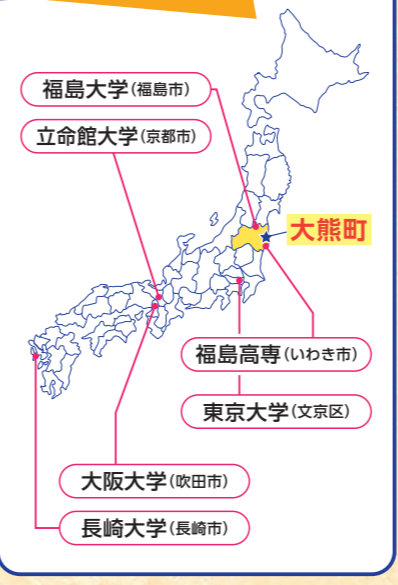 福島大学(福島市)
立命館大学(京都市)
大熊町
福島高専(いわき市)
東京大学(文京区)
大阪大学(吹田市)
長崎大学(長崎市)